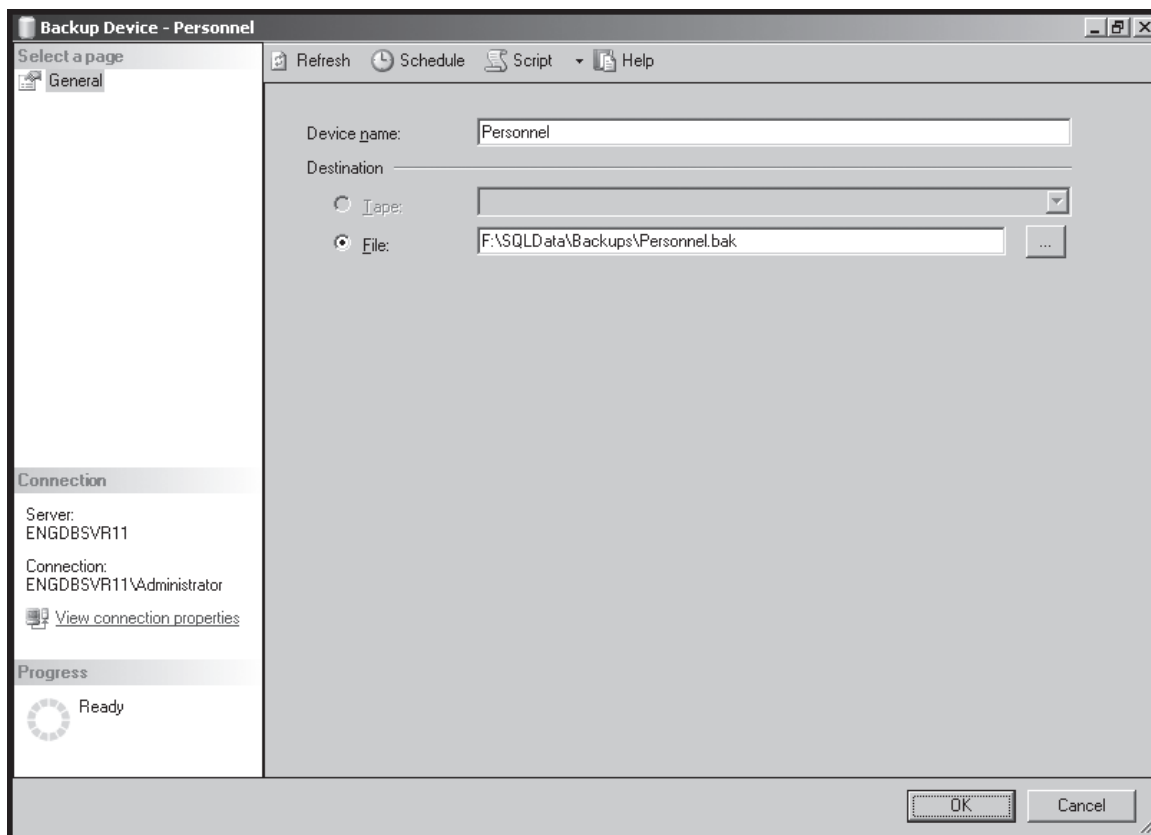 Backup Device - Personnel
Select a page
General
Refresh Schedule Script Help
Device name: Personnel
Destination
Tape:
File: F:\SQLData\Backups\Personnel.bak ...
Connection
Server:
ENGDBSVR11
Connection:
ENGDBSVR11\Administrator
View connection properties
Progress
Ready
OK Cancel